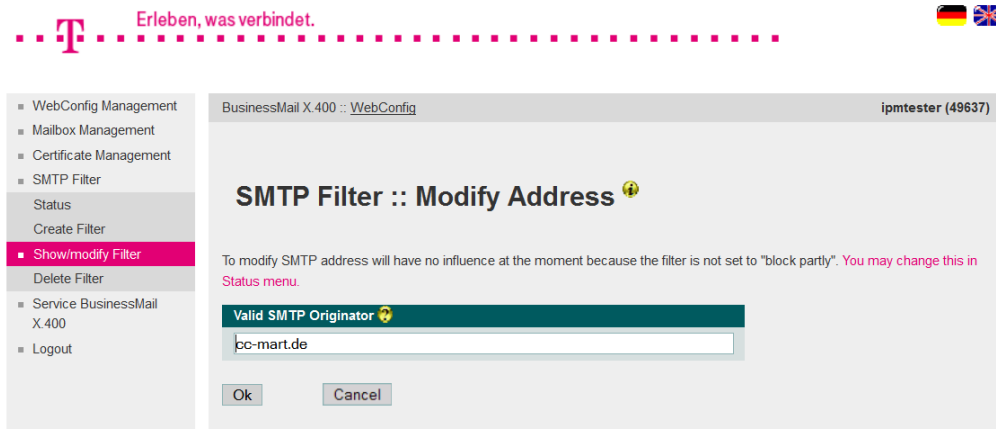 Erleben, was verbindet.
T
WebConfig Management
Mailbox Management
Certificate Management
SMTP Filter
Status
Create Filter
Show/modify Filter
Delete Filter
Service BusinessMail
X.400
Logout
BusinessMail X.400 :: WebConfig
ipmtester (49637)
SMTP Filter :: Modify Address
To modify SMTP address will have no influence at the moment because the filter is not set to "block partly". You may change this in
Status menu.
Valid SMTP Originator
cc-mart.de
Ok
Cancel